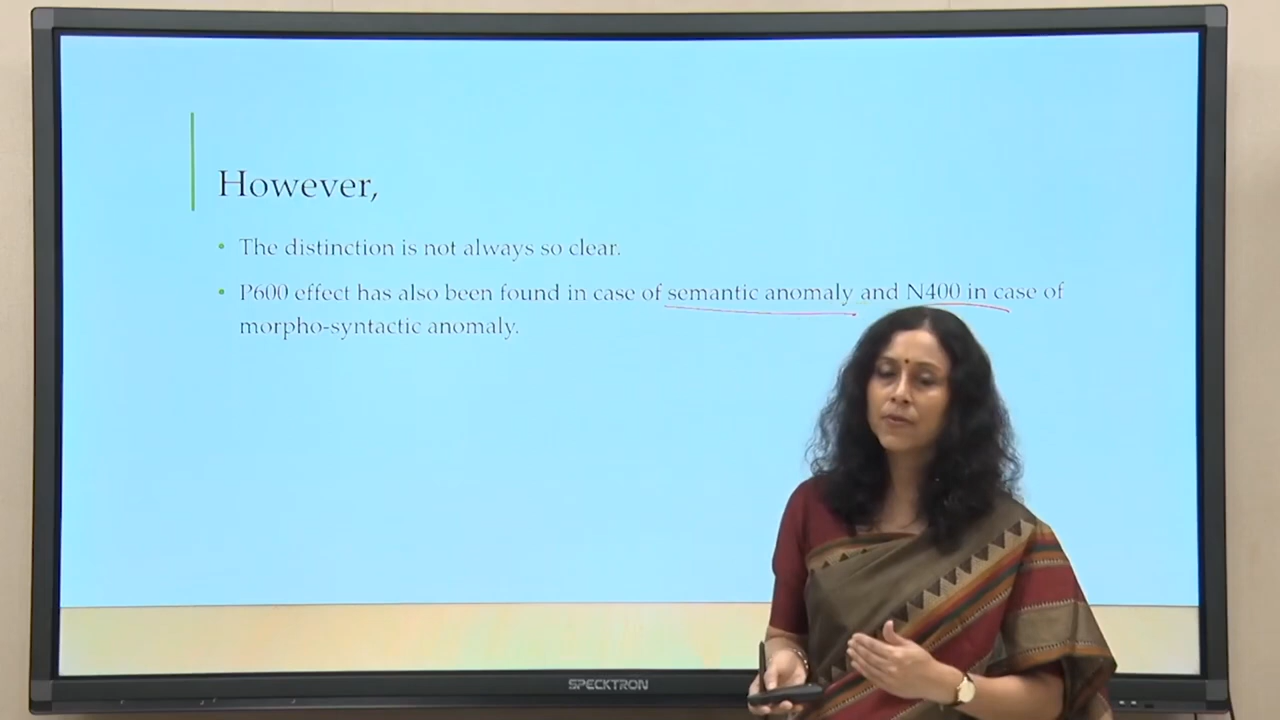 However,
• The distinction is not always so clear.
• P600 effect has also been found in case of semantic anomaly and N400 in case of
morpho-syntactic anomaly.
SPECKTRON